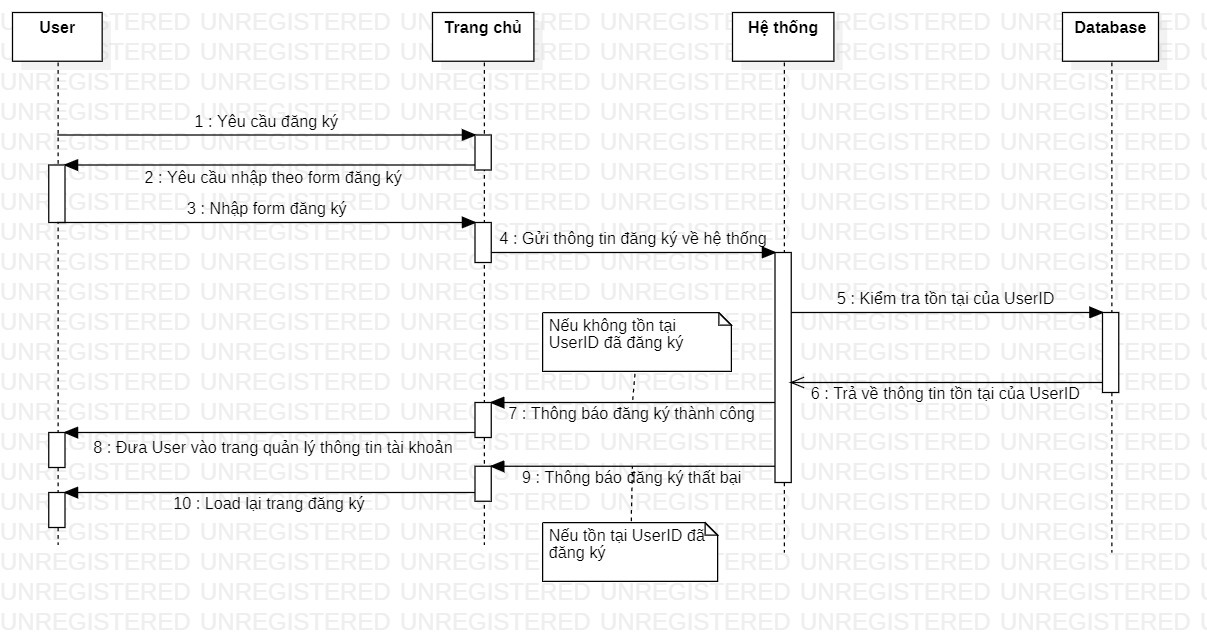 User
Trang chủ
Hệ thống
Database
1 : Yêu cầu đăng ký
2 : Yêu cầu nhập theo form đăng ký
3 : Nhập form đăng ký
4 : Gửi thông tin đăng ký về hệ thống
5 : Kiểm tra tồn tại của UserID
Nếu không tồn tại
UserID đã đăng ký
6 : Trả về thông tin tồn tại của UserID
7 : Thông báo đăng ký thành công
8 : Đưa User vào trang quản lý thông tin tài khoản
9 : Thông báo đăng ký thất bại
10 : Load lại trang đăng ký
Nếu tồn tại UserID đã
đăng ký
UNREGISTERED